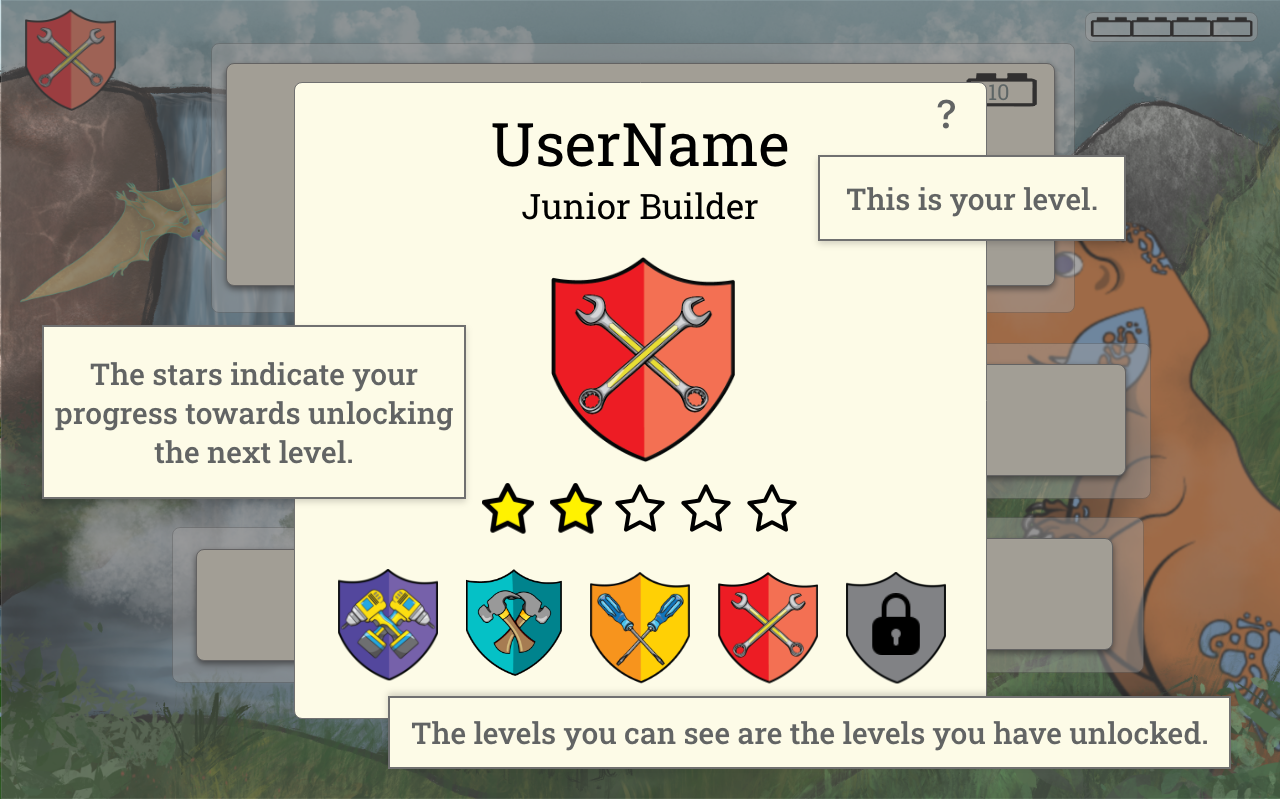 10
?
UserName
Junior Builder
This is your level.
The stars indicate your
progress towards unlocking
the next level.
The levels you can see are the levels you have unlocked.